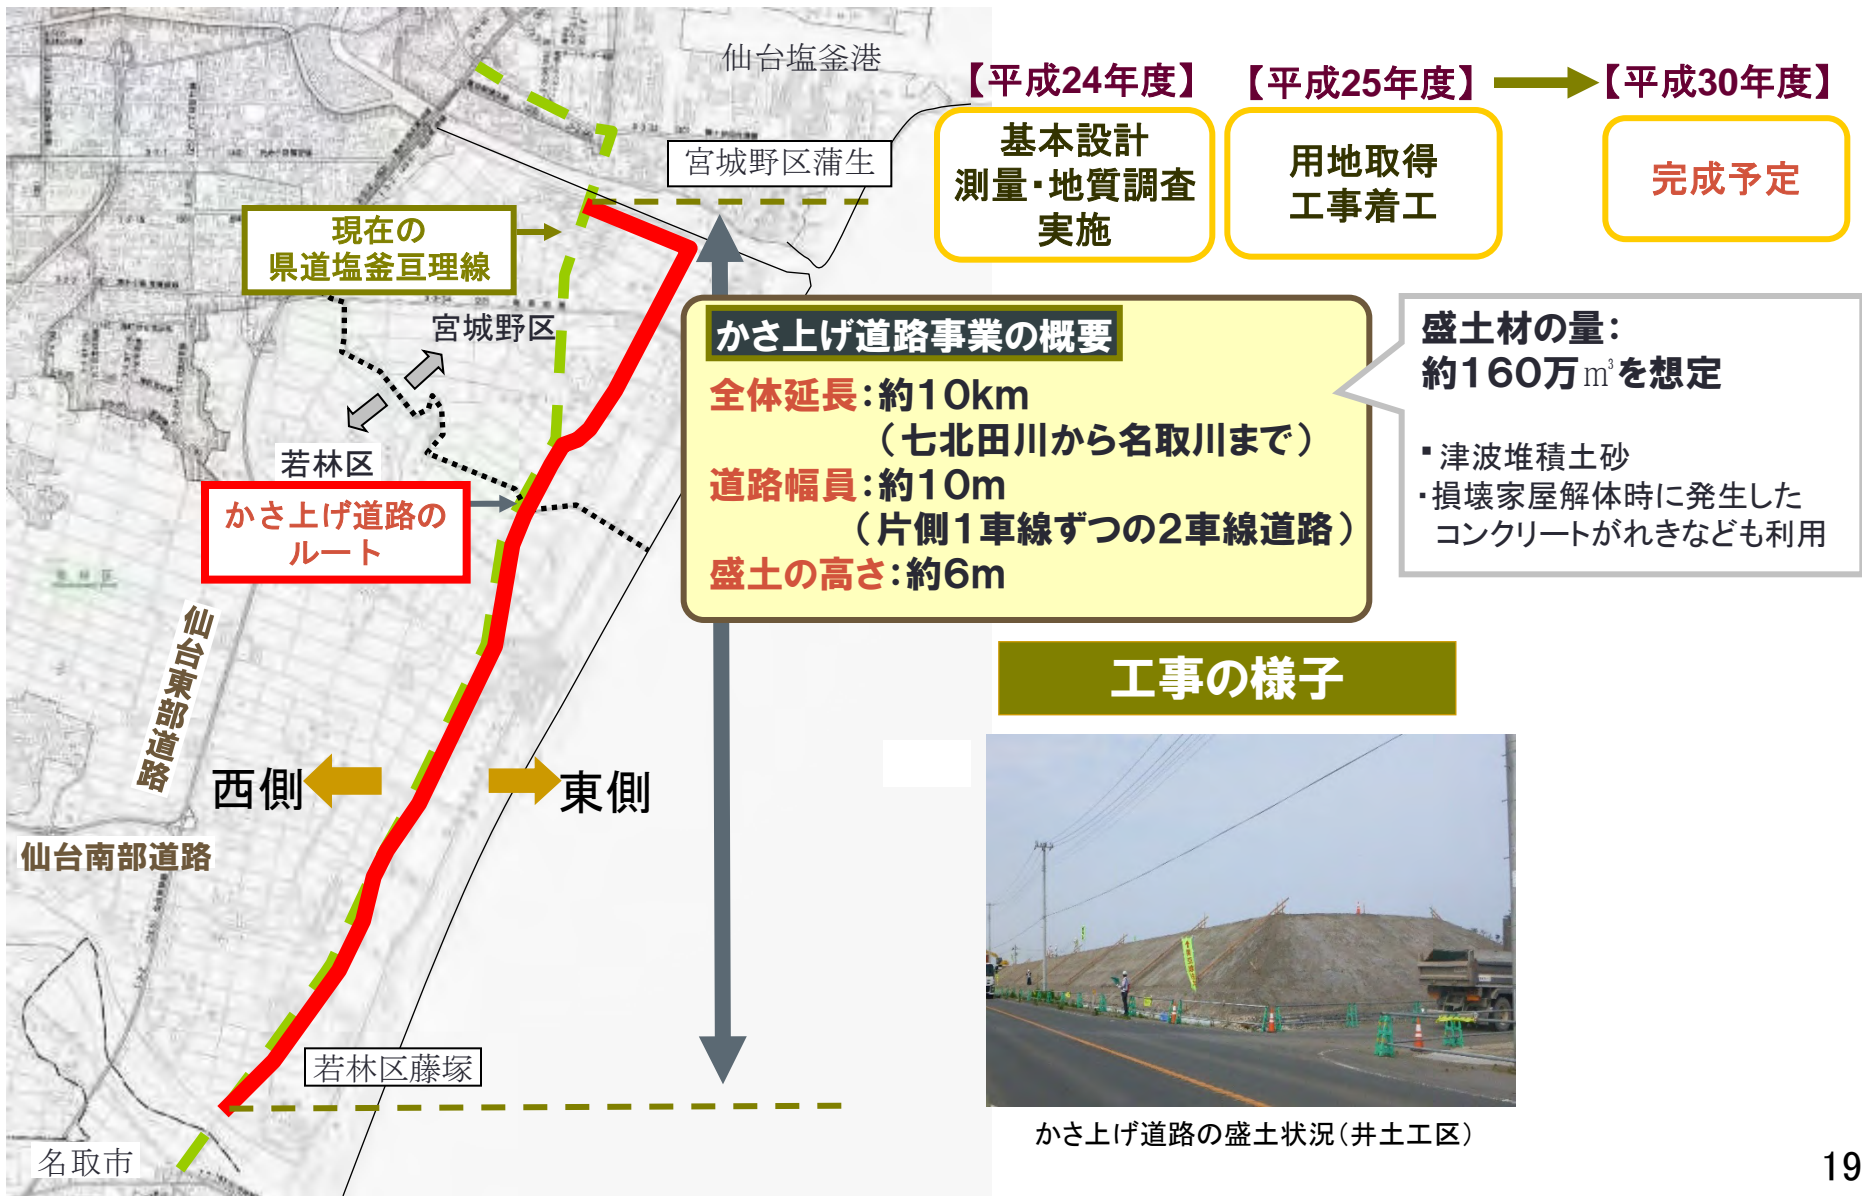 仙台塩釜港
【平成24年度】
【平成25年度】
【平成30年度】
基本設計
測量・地質調査
実施
用地取得
工事着工
完成予定
宮城野区蒲生
現在の
県道塩釜亘理線
宮城野区
若林区
かさ上げ道路の
ルート
かさ上げ道路事業の概要
全体延長：約10km
（七北田川から名取川まで）
道路幅員：約10m
（片側1車線ずつの2車線道路）
盛土の高さ：約6m
盛土材の量：
約160万㎥を想定
▪津波堆積土砂
・損壊家屋解体時に発生した
コンクリートがれきなども利用
仙台東部道路
西側
東側
仙台南部道路
工事の様子
若林区藤塚
名取市
かさ上げ道路の盛土状況（井土工区）
19